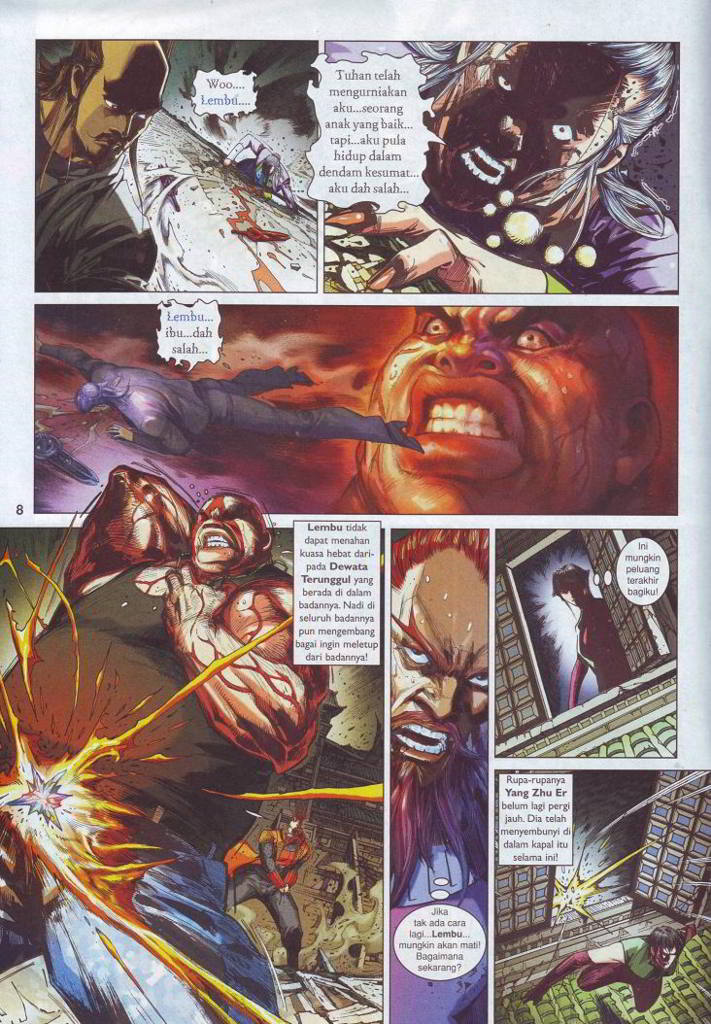 Woo....
Lembu....
Tuhan telah
mengurniakan
aku...seorang
anak yang baik...
tapi...aku pula
hidup dalam
dendam kesumat...
aku dah salah...
Lembu...
ibu...dah
salah...
8
Lembu tidak
dapat menahan
kuasa hebat dari-
pada Dewata
Terunggul yang
berada di dalam
badannya. Nadi di
seluruh badannya
pun mengembang
bagai ingin meletup
dari badannya!
Jika
tak ada cara
lagi...Lembu...
mungkin akan mati!
Bagaimana
sekarang?
Ini
mungkin
peluang
terakhir
bagiku!
Rupa-rupanya
Yang Zhu Er
belum lagi pergi
jauh. Dia telah
menyembunyi di
dalam kapal itu
selama ini!